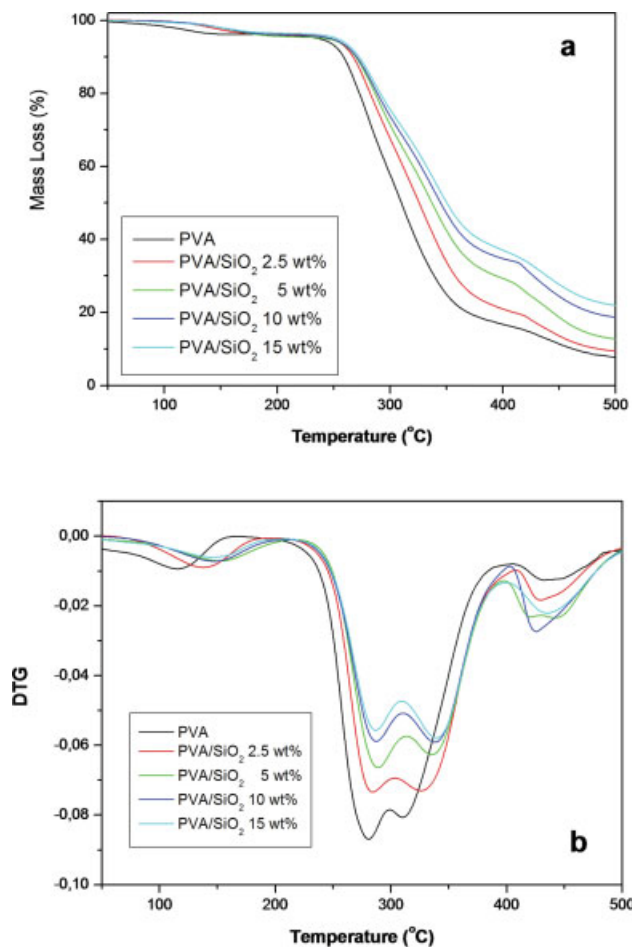 100
80
60
40
20
0
Mass Loss (%)
a
PVA
PVA/SiO₂ 2.5 wt%
PVA/SiO₂ 5 wt%
PVA/SiO₂ 10 wt%
PVA/SiO₂ 15 wt%
100 200 300 400 500
Temperature (°C)
0,00
-0,02
-0,04
-0,06
-0,08
-0,10
DTG
PVA
PVA/SiO₂ 2.5 wt%
PVA/SiO₂ 5 wt%
PVA/SiO₂ 10 wt%
PVA/SiO₂ 15 wt%
b
100 200 300 400 500
Temperature (°C)